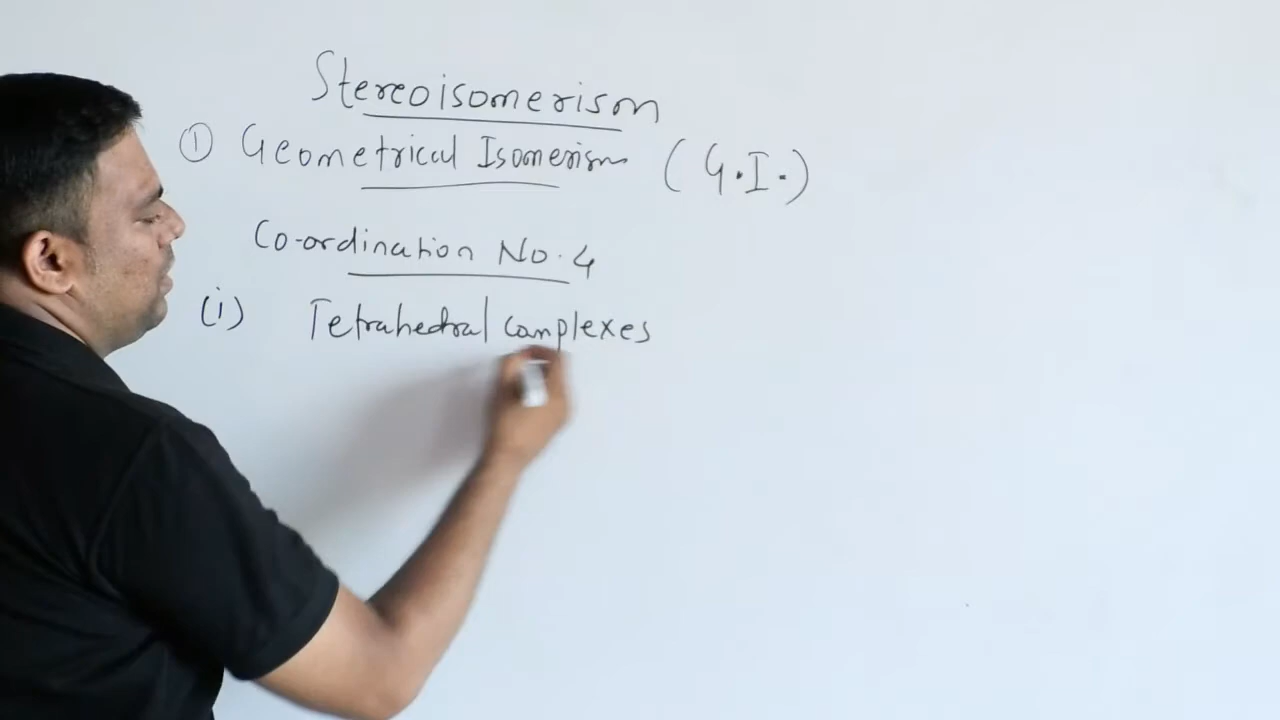 Stereoisomerism
① Geometrical Isomerism (G.I.)
Co-ordination No. 4
(i) Tetrahedral complexes